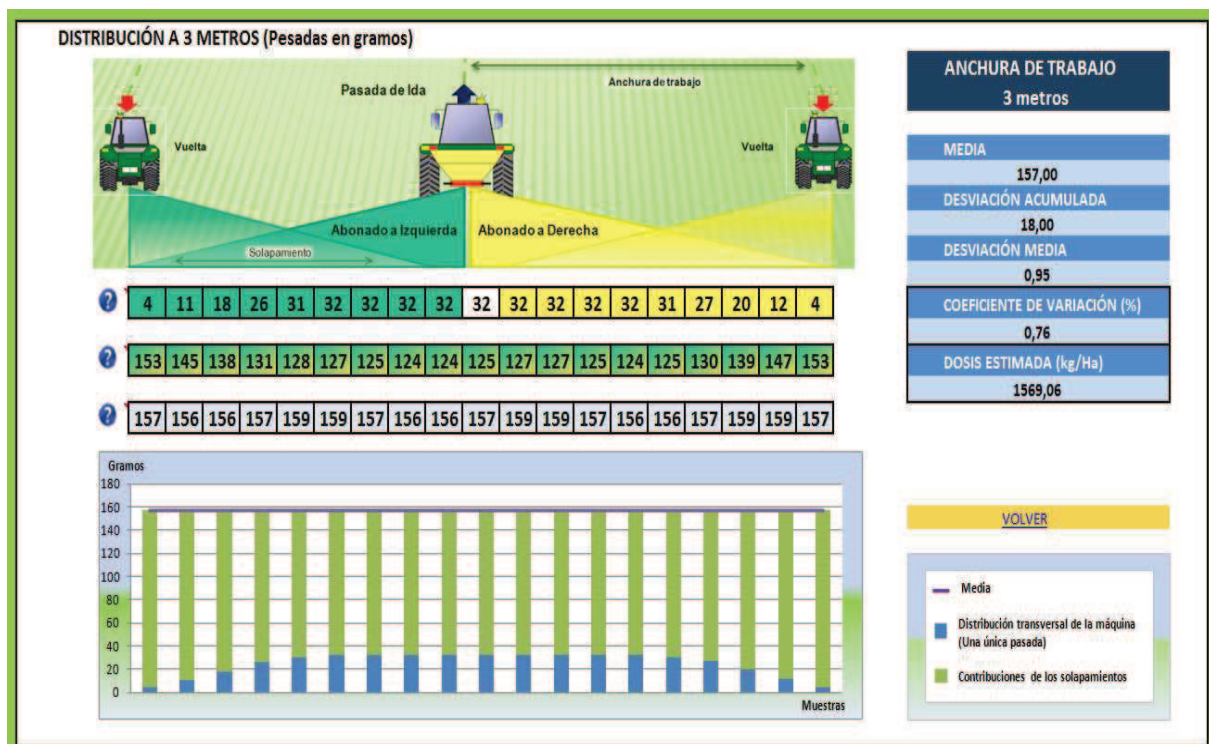 DISTRIBUCIÓN A 3 METROS (Pesadas en gramos)
Pasada de Ida
Anchura de trabajo
Vuelta
Vuelta
Abonado a Izquierda
Abonado a Derecha
Solapamiento
? 4 11 18 26 31 32 32 32 32 32 32 32 32 32 31 27 20 12 4
? 153 145 138 131 128 127 125 124 124 125 127 127 125 124 125 130 139 147 153
? 157 156 156 157 159 159 157 156 156 157 159 159 157 156 156 157 159 159 157
ANCHURA DE TRABAJO
3 metros
MEDIA
157,00
DESVIACIÓN ACUMULADA
18,00
DESVIACIÓN MEDIA
0,95
COEFICIENTE DE VARIACIÓN (%)
0,76
DOSIS ESTIMADA (kg/Ha)
1569,06
Gramos
180
160
140
120
100
80
60
40
20
0
Muestras
VOLVER
Media
Distribución transversal de la máquina
(Una única pasada)
Contribuciones de los solapamientos